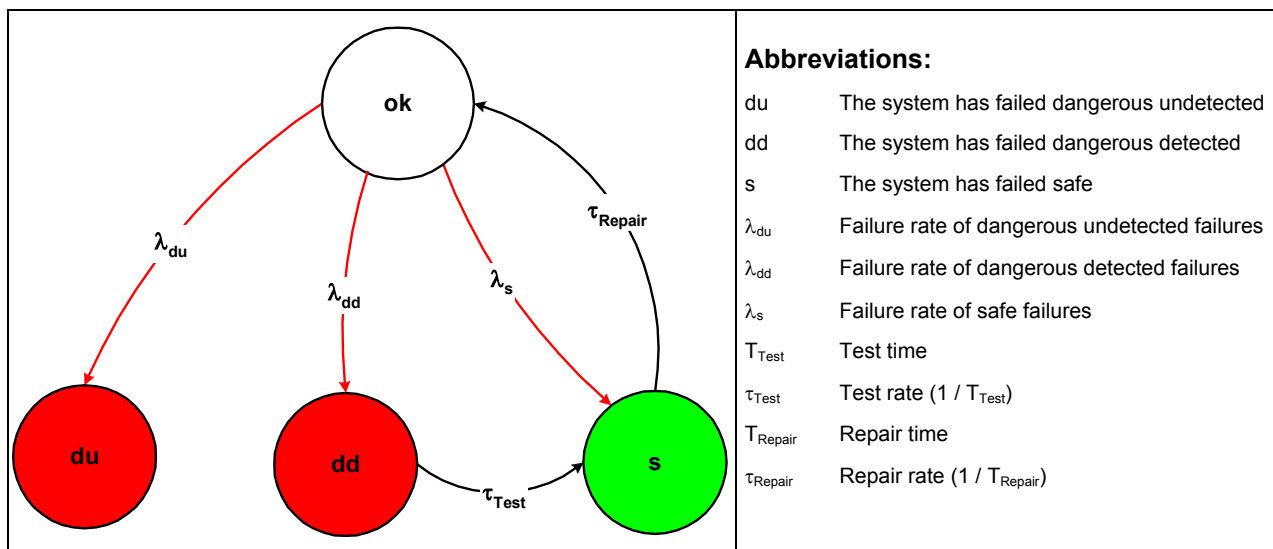 ok
λdu
λdd
λs
τRepair
du
dd
s
τTest
Abbreviations:
du The system has failed dangerous undetected
dd The system has failed dangerous detected
s The system has failed safe
λdu Failure rate of dangerous undetected failures
λdd Failure rate of dangerous detected failures
λs Failure rate of safe failures
TTest Test time
τTest Test rate (1 / TTest)
TRepair Repair time
τRepair Repair rate (1 / TRepair)